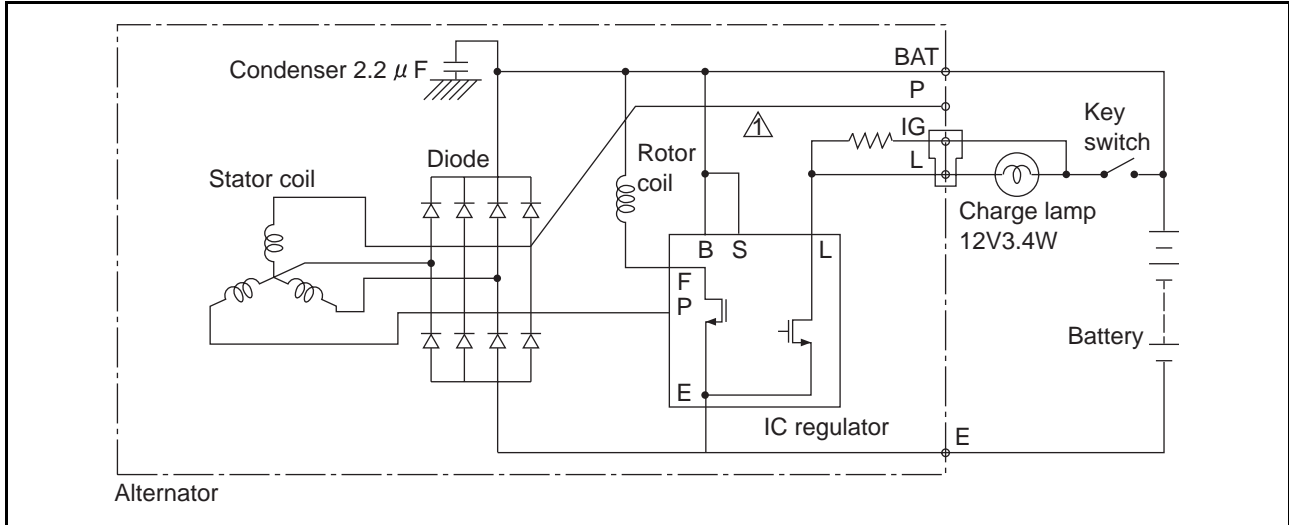 BAT
Condenser 2.2 μ F
P
1
IG
Key
switch
Diode
Rotor
coil
L
Stator coil
Charge lamp
12V3.4W
B S L
F
P
Battery
E
IC regulator
E
Alternator